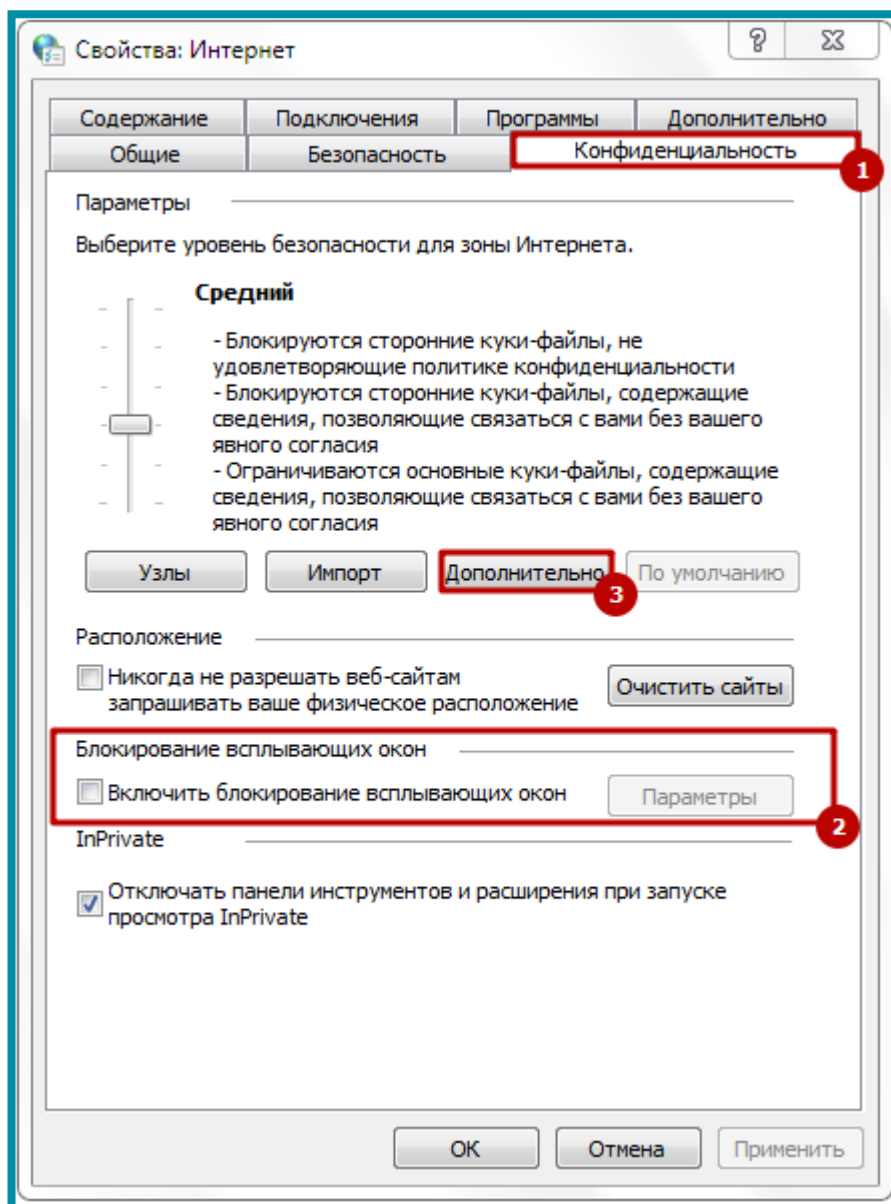 Свойства: Интернет
Содержание Подключения Программы Дополнительно
Общие Безопасность Конфиденциальность
1
Параметры
Выберите уровень безопасности для зоны Интернета.
Средний
- Блокируются сторонние куки-файлы, не
удовлетворяющие политике конфиденциальности
- Блокируются сторонние куки-файлы, содержащие
сведения, позволяющие связаться с вами без вашего
явного согласия
- Ограничиваются основные куки-файлы, содержащие
сведения, позволяющие связаться с вами без вашего
явного согласия
Узлы Импорт Дополнительно По умолчанию
3
Расположение
Никогда не разрешать веб-сайтам
запрашивать ваше физическое расположение
Очистить сайты
Блокирование всплывающих окон
Включить блокирование всплывающих окон Параметры
2
InPrivate
Отключать панели инструментов и расширения при запуске
просмотра InPrivate
ОК Отмена Применить